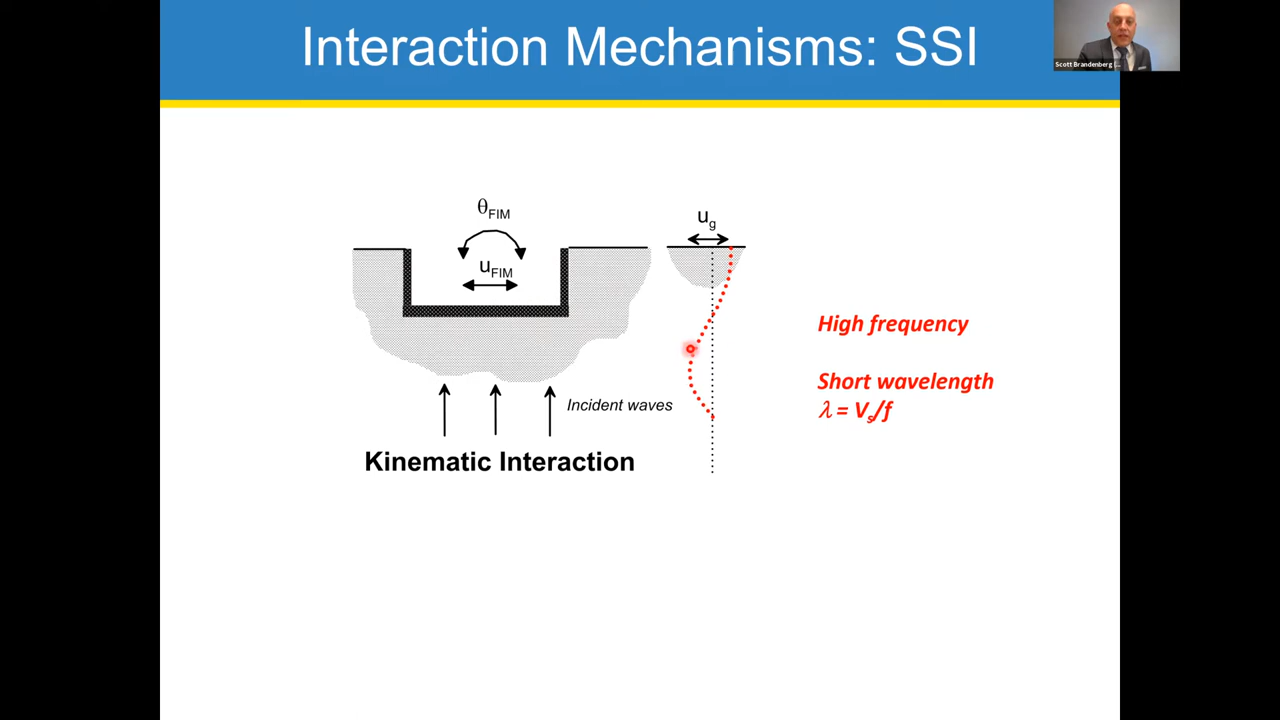 Interaction Mechanisms: SSI
Scott Brandenberg
θFIM
uFIM
ug
High frequency
Short wavelength
λ = Vs/f
Incident waves
Kinematic Interaction